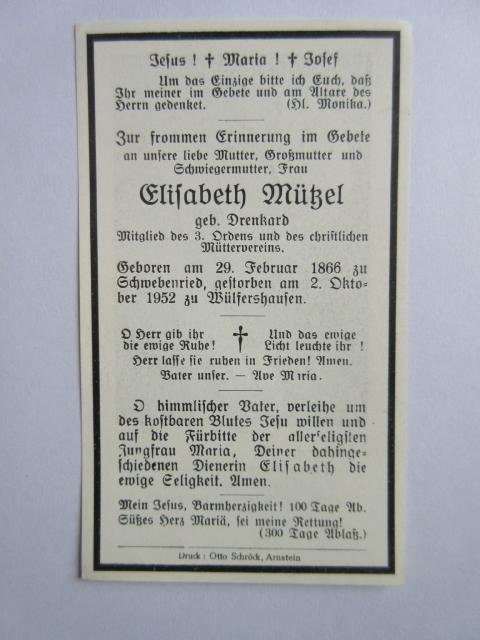 Jesus! † Maria! † Josef
Um das Einzige bitte ich Euch, daß
Ihr meiner im Gebete und am Altare des
Herrn gedenket. (Hl. Monika.)
Zur frommen Erinnerung im Gebete
an unsere liebe Mutter, Großmutter und
Schwiegermutter, Frau
Elisabeth Mützel
geb. Drenkard
Mitglied des 3. Ordens und des christlichen
Müttervereins.
Geboren am 29. Februar 1866 zu
Schwebenried, gestorben am 2. Okto-
ber 1952 zu Wülfershausen.
O Herr gib ihr † Und das ewige
die ewige Ruhe! Licht leuchte ihr!
Herr lasse sie ruhen in Frieden! Amen.
Vater unser. — Ave Maria.
O himmlischer Vater, verleihe um
des kostbaren Blutes Jesu willen und
auf die Fürbitte der allerseligsten
Jungfrau Maria, Deiner dahinge-
schiedenen Dienerin Elisabeth die
ewige Seligkeit. Amen.
Mein Jesus, Barmherzigkeit! 100 Tage Ab.
Süßes Herz Mariä, sei meine Rettung!
(300 Tage Ablaß.)
Druck: Otto Schröck, Arnstein